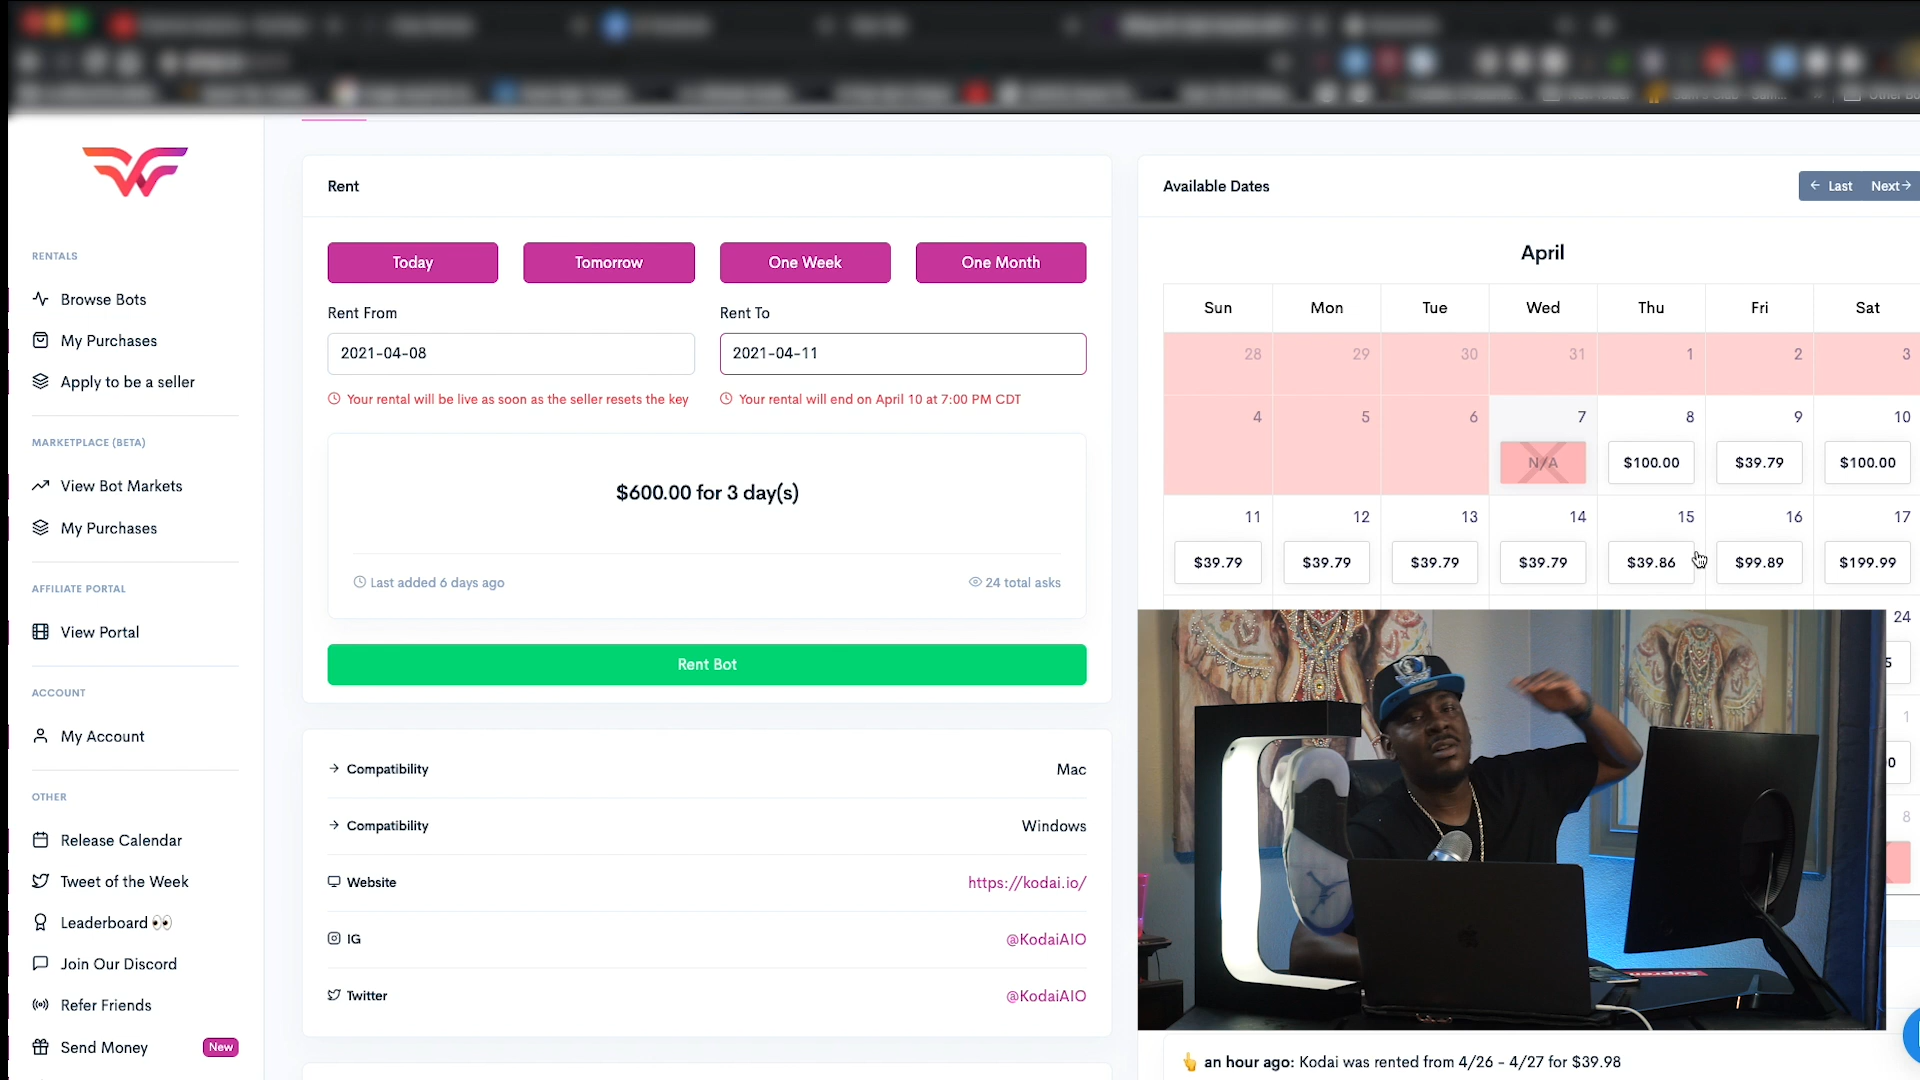 RENTALS
Browse Bots
My Purchases
Apply to be a seller
MARKETPLACE (BETA)
View Bot Markets
My Purchases
AFFILIATE PORTAL
View Portal
ACCOUNT
My Account
OTHER
Release Calendar
Tweet of the Week
Leaderboard 👀
Join Our Discord
Refer Friends
Send Money New
Rent
Today Tomorrow One Week One Month
Rent From Rent To
2021-04-08 2021-04-11
Your rental will be live as soon as the seller resets the key Your rental will end on April 10 at 7:00 PM CDT
$600.00 for 3 day(s)
Last added 6 days ago 24 total asks
Rent Bot
Compatibility Mac
Compatibility Windows
Website https://kodai.io/
IG @KodaiAIO
Twitter @KodaiAIO
Available Dates ← Last Next →
April
Sun Mon Tue Wed Thu Fri Sat
28 29 30 31 1 2 3
4 5 6 7 8 9 10
N/A $100.00 $39.79 $100.00
11 12 13 14 15 16 17
$39.79 $39.79 $39.79 $39.79 $39.86 $99.89 $199.99
24
5
1
0
8
👆 an hour ago: Kodai was rented from 4/26 - 4/27 for $39.98